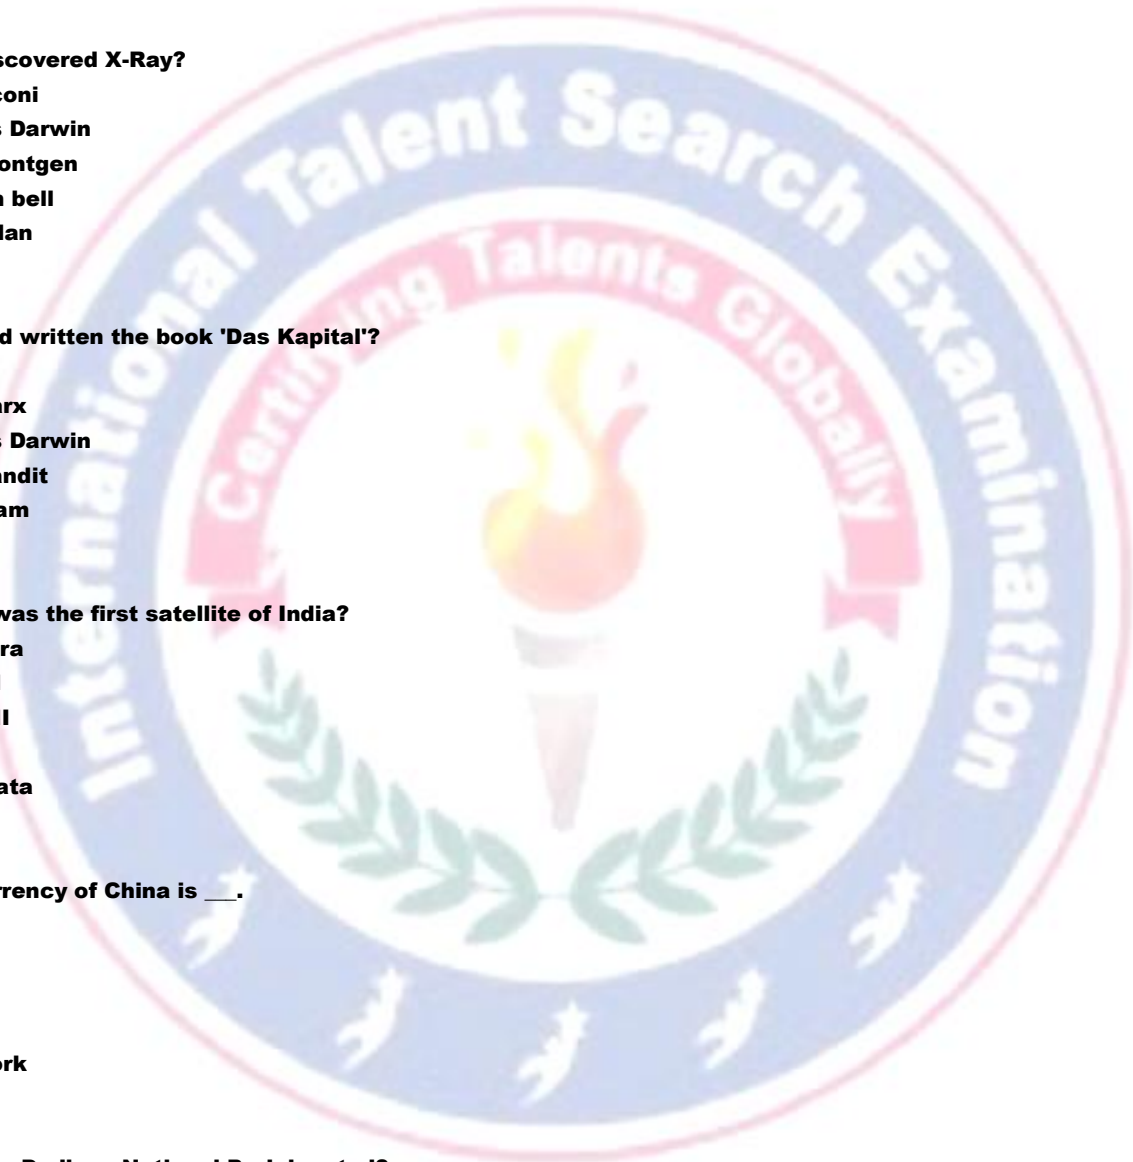 scovered X-Ray?
coni
s Darwin
ontgen
n bell
lan
d written the book 'Das Kapital'?
arx
s Darwin
andit
am
was the first satellite of India?
ra
l
ll
ata
rrency of China is ___.
ork
International Talent Search Examination
Certifying Talents Globally